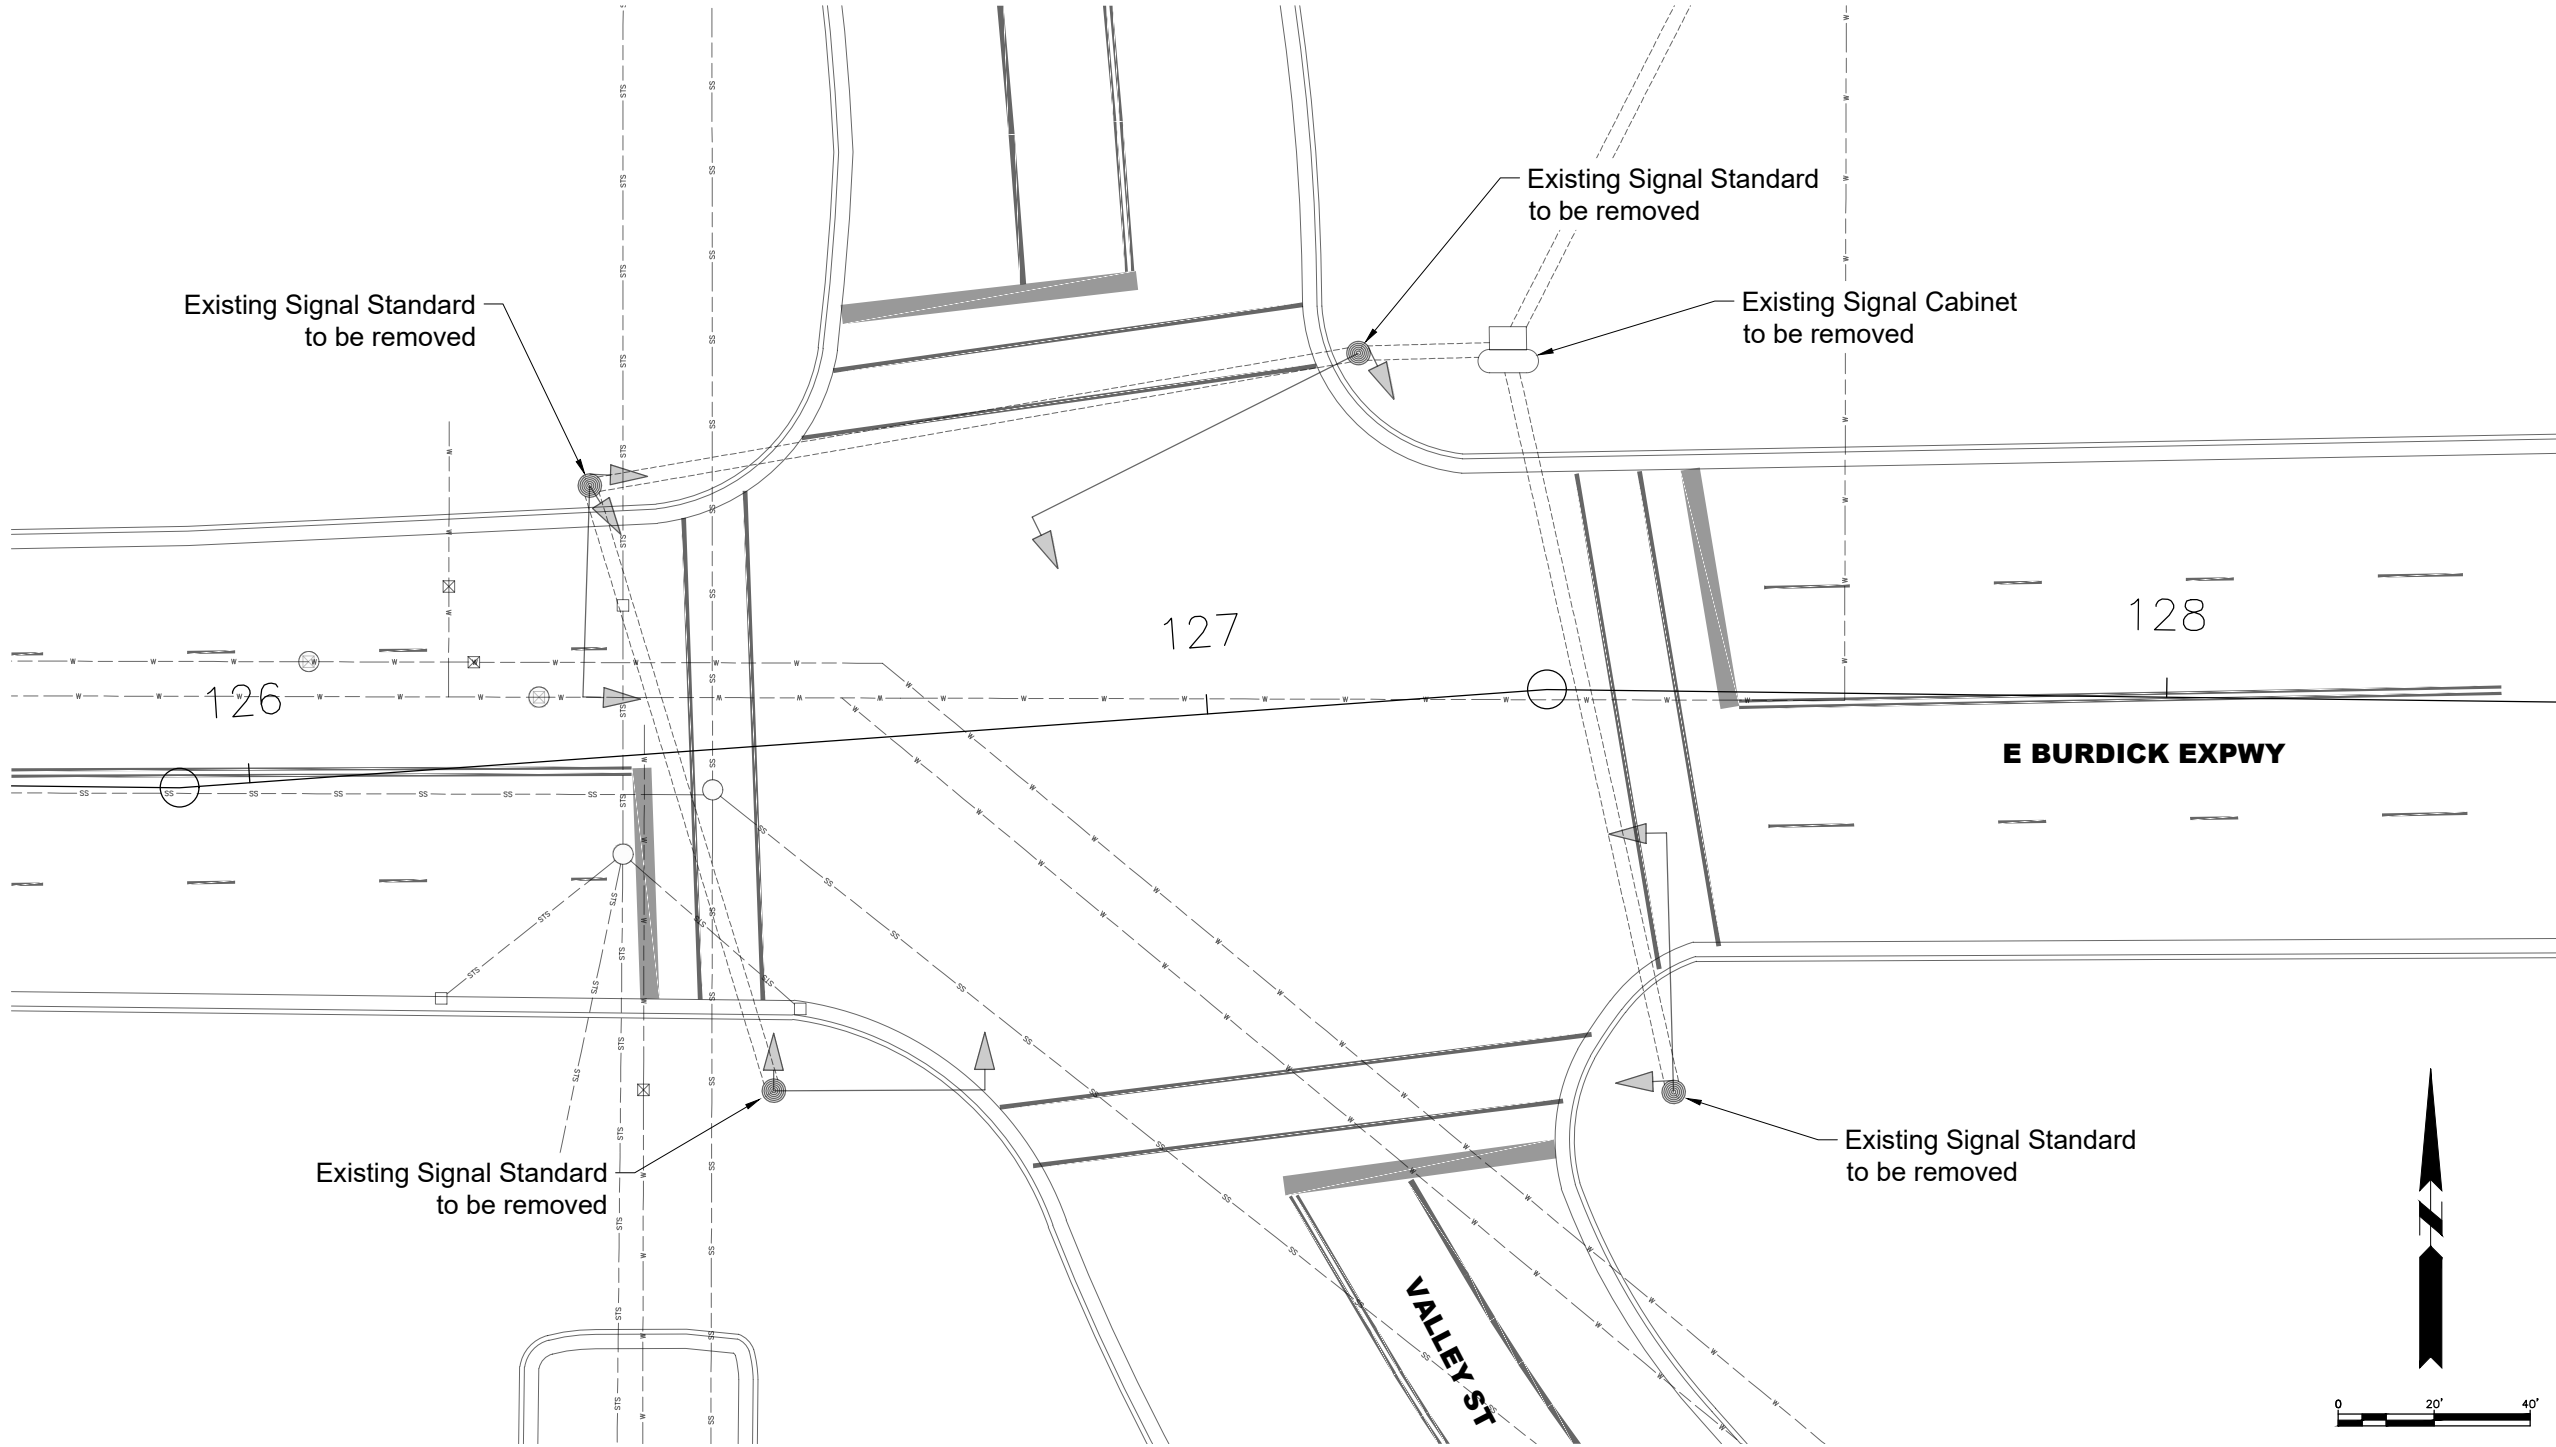 Existing Signal Standard
to be removed
Existing Signal Standard
to be removed
Existing Signal Cabinet
to be removed
127
128
126
E BURDICK EXPWY
Existing Signal Standard
to be removed
Existing Signal Standard
to be removed
VALLEY ST
N
0 20' 40'